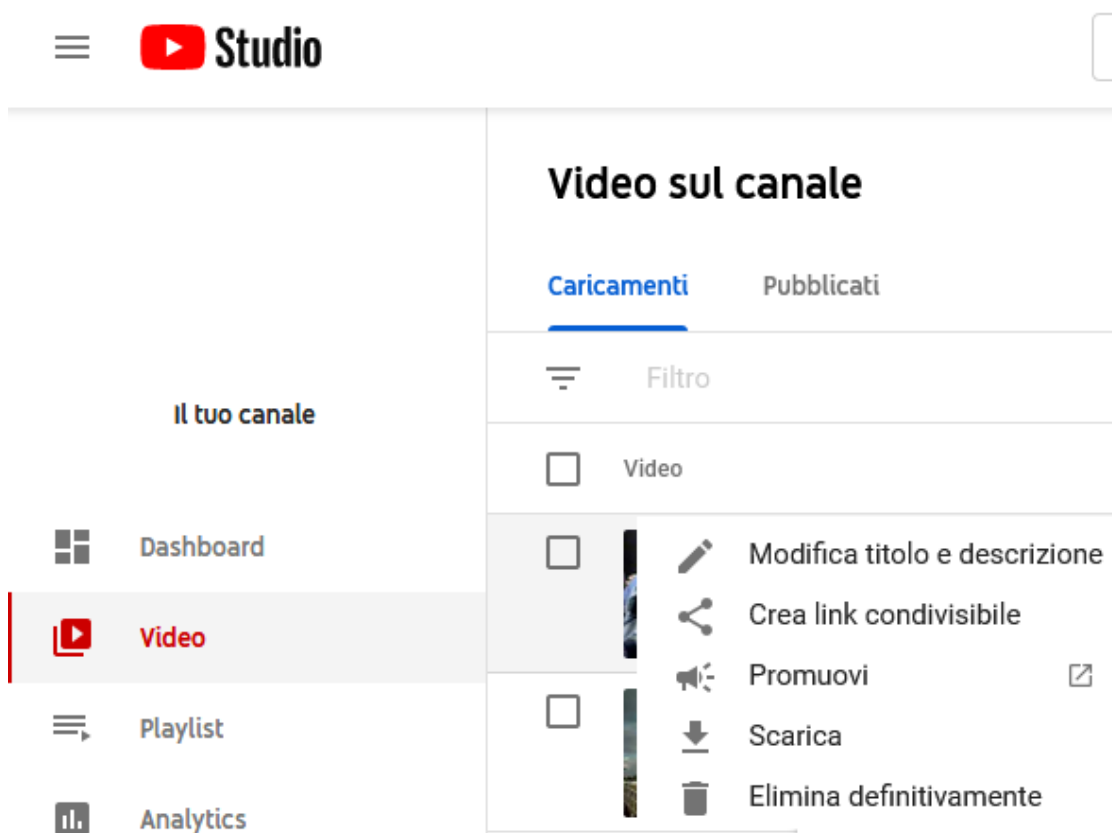 Studio
Video sul canale
Caricamenti Pubblicati
Filtro
Il tuo canale
Video
Dashboard
Modifica titolo e descrizione
Crea link condivisibile
Video
Promuovi
Playlist
Scarica
Elimina definitivamente
Analytics